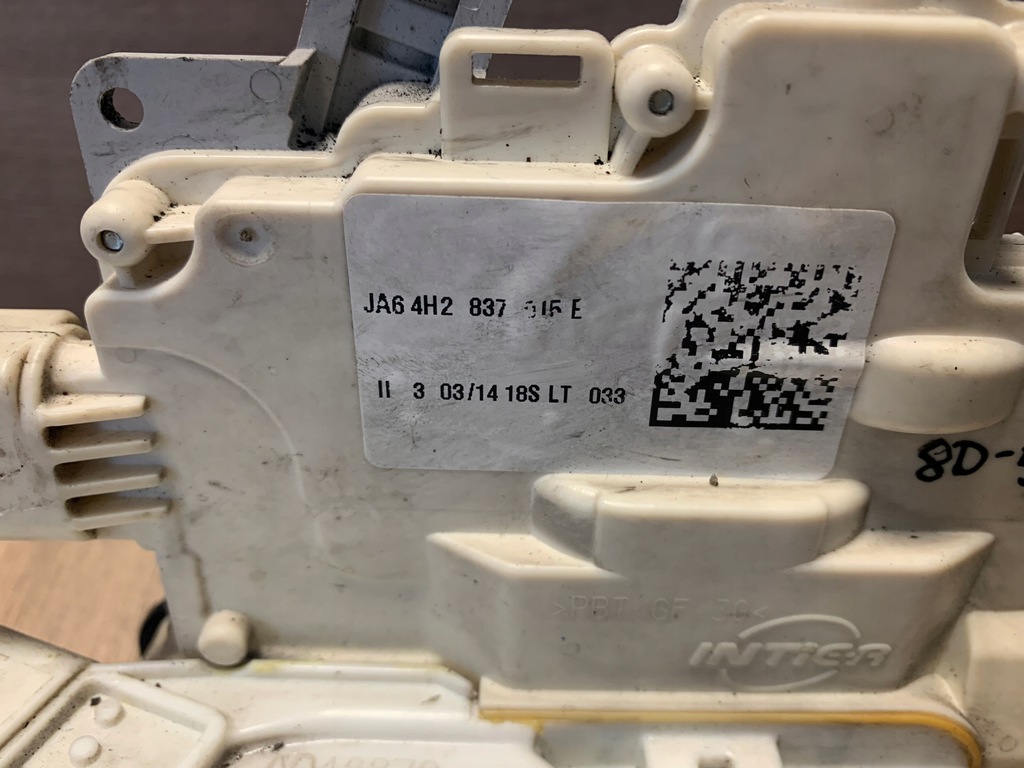 JA6 4H2 837 E
II 3 03/14 18S LT 033
8D-
>PBT GF 30<
INTIER